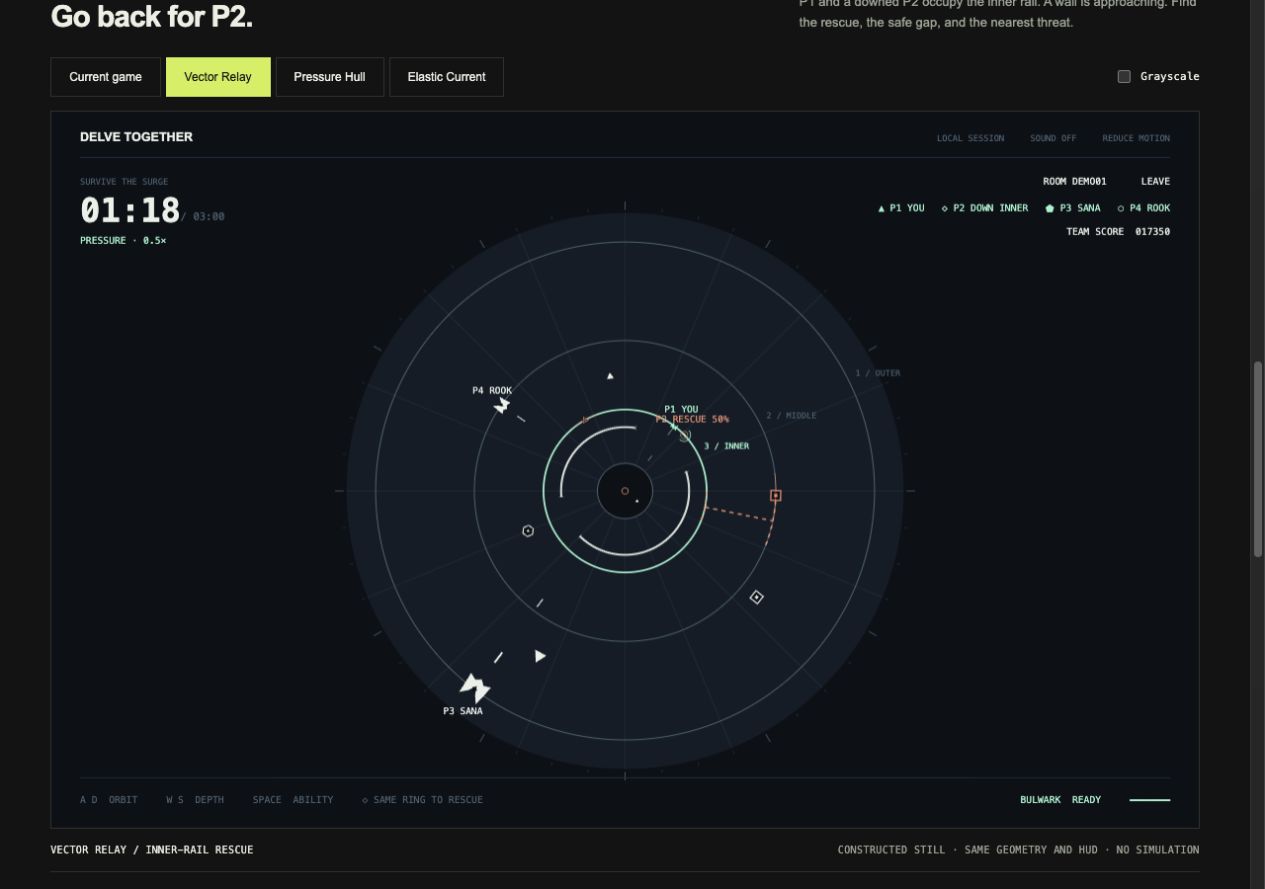 Go back for P2.
P1 and a downed P2 occupy the inner rail. A wall is approaching. Find
the rescue, the safe gap, and the nearest threat.
Current game
Vector Relay
Pressure Hull
Elastic Current
Grayscale
DELVE TOGETHER
LOCAL SESSION SOUND OFF REDUCE MOTION
SURVIVE THE SURGE
01:18 / 03:00
PRESSURE · 0.5×
ROOM DEMO01 LEAVE
▲ P1 YOU ◇ P2 DOWN INNER ⬟ P3 SANA ○ P4 ROOK
TEAM SCORE 017350
1 / OUTER
P4 ROOK
P1 YOU
2 / MIDDLE
P2 RESCUE 50%
3 / INNER
P3 SANA
A D ORBIT W S DEPTH SPACE ABILITY ◇ SAME RING TO RESCUE
BULWARK READY
VECTOR RELAY / INNER-RAIL RESCUE
CONSTRUCTED STILL · SAME GEOMETRY AND HUD · NO SIMULATION